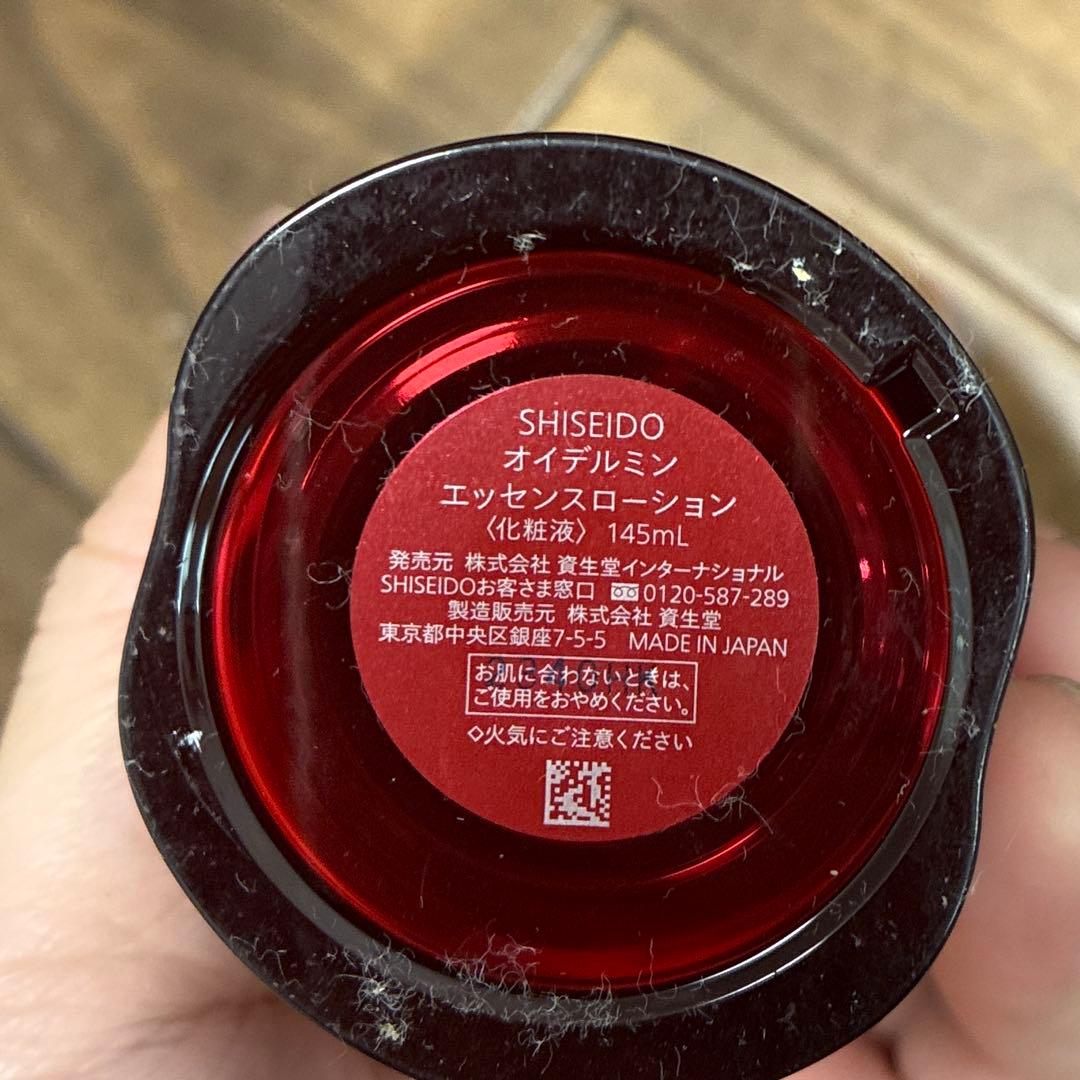 SHISEIDO
オイデルミン
エッセンスローション
〈化粧液〉 145mL
発売元 株式会社 資生堂インターナショナル
SHISEIDOお客さま窓口 0120-587-289
製造販売元 株式会社 資生堂
東京都中央区銀座7-5-5 MADE IN JAPAN
お肌に合わないときは、
ご使用をおやめください。
◇火気にご注意ください